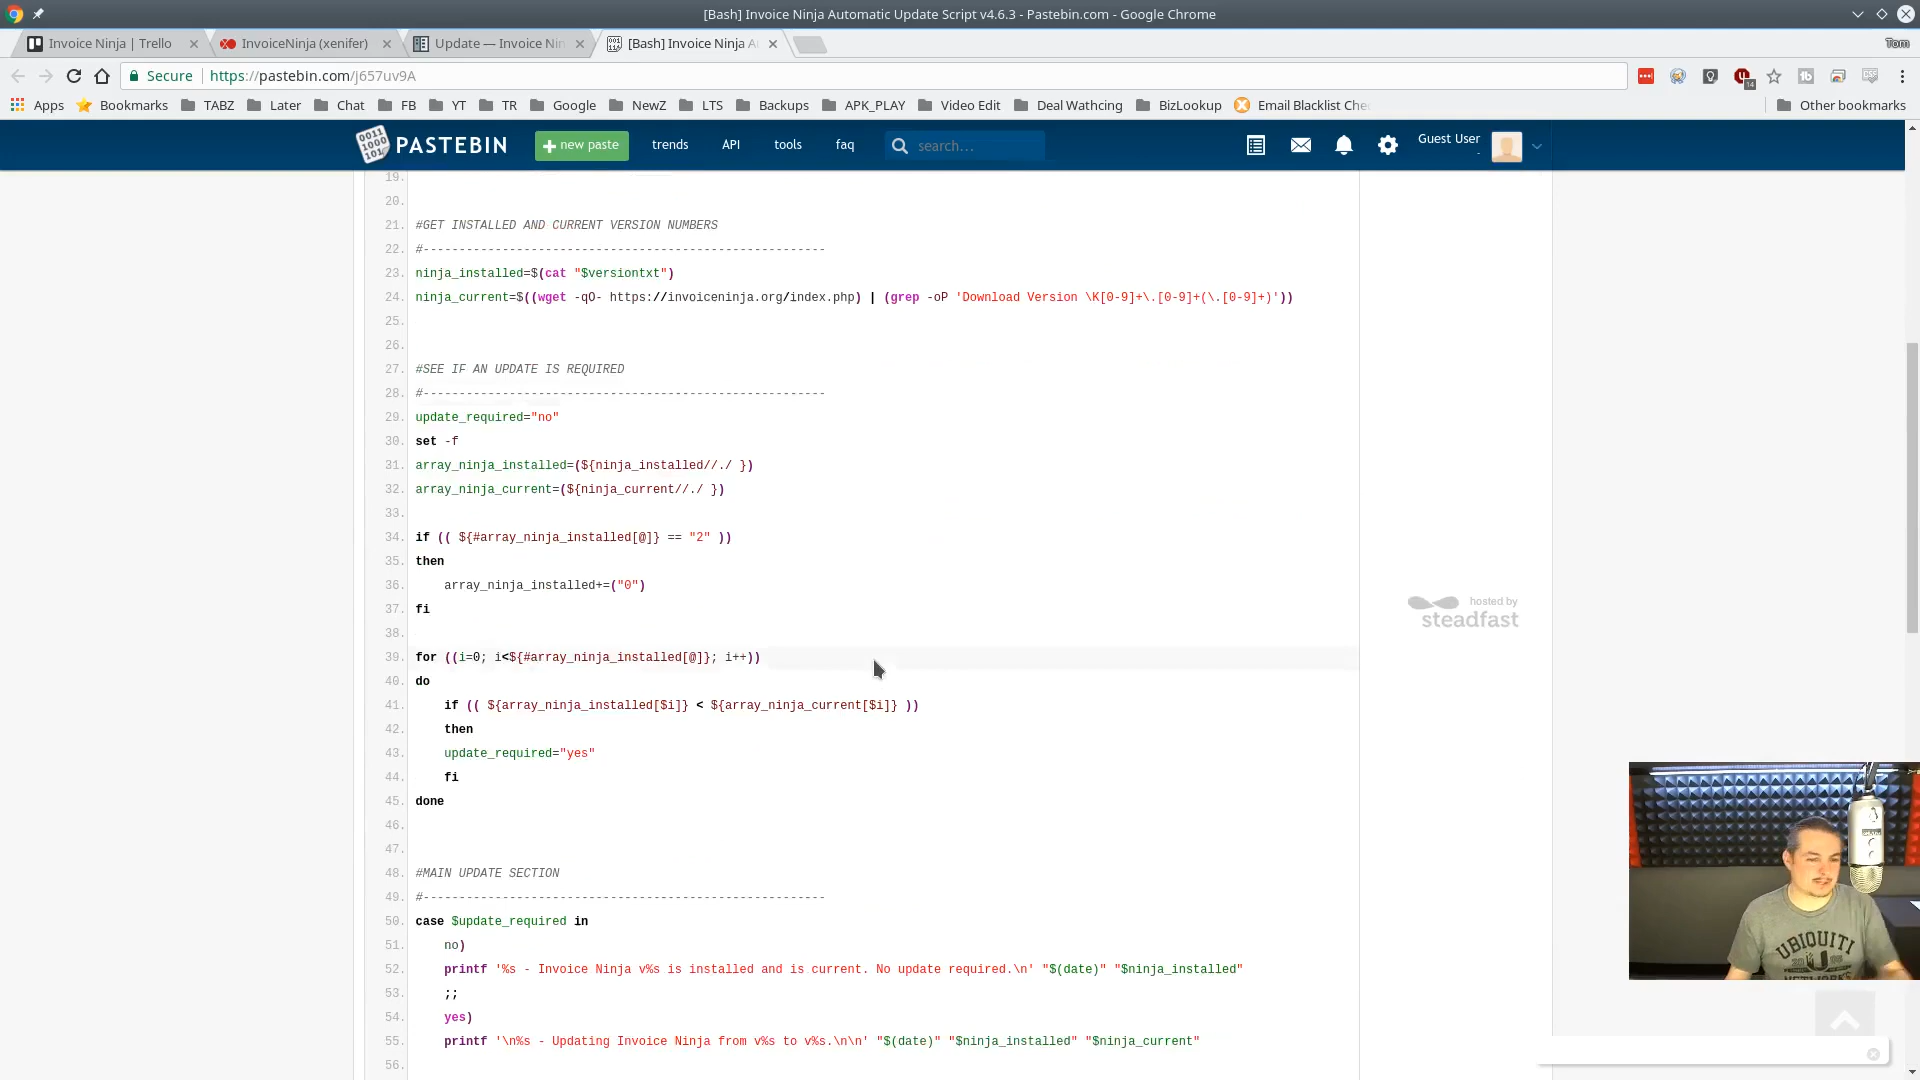 [Bash] Invoice Ninja Automatic Update Script v4.6.3 - Pastebin.com - Google Chrome
Invoice Ninja | Trello
InvoiceNinja (xenifer)
Update — Invoice Nin
[Bash] Invoice Ninja A
Tom
Secure
https://pastebin.com/j657uv9A
Apps
Bookmarks
TABZ
Later
Chat
FB
YT
TR
Google
NewZ
LTS
Backups
APK_PLAY
Video Edit
Deal Wathcing
BizLookup
Email Blacklist Che
Other bookmarks
PASTEBIN
new paste
trends
API
tools
faq
search...
Guest User
19.
20.
21. #GET INSTALLED AND CURRENT VERSION NUMBERS
22. #--------------------------------------------------------
23. ninja_installed=$(cat "$versiontxt")
24. ninja_current=$((wget -qO- https://invoiceninja.org/index.php) | (grep -oP 'Download Version \K[0-9]+\.[0-9]+(\.[0-9]+)'))
25.
26.
27. #SEE IF AN UPDATE IS REQUIRED
28. #--------------------------------------------------------
29. update_required="no"
30. set -f
31. array_ninja_installed=(${ninja_installed//./ })
32. array_ninja_current=(${ninja_current//./ })
33.
34. if (( ${#array_ninja_installed[@]} == "2" ))
35. then
36. array_ninja_installed+=("0")
37. fi
38.
39. for ((i=0; i<${#array_ninja_installed[@]}; i++))
40. do
41. if (( ${array_ninja_installed[$i]} < ${array_ninja_current[$i]} ))
42. then
43. update_required="yes"
44. fi
45. done
46.
47.
48. #MAIN UPDATE SECTION
49. #--------------------------------------------------------
50. case $update_required in
51. no)
52. printf '%s - Invoice Ninja v%s is installed and is current. No update required.\n' "$(date)" "$ninja_installed"
53. ;;
54. yes)
55. printf '\n%s - Updating Invoice Ninja from v%s to v%s.\n\n' "$(date)" "$ninja_installed" "$ninja_current"
56.
hosted by
steadfast
UBIQUITI